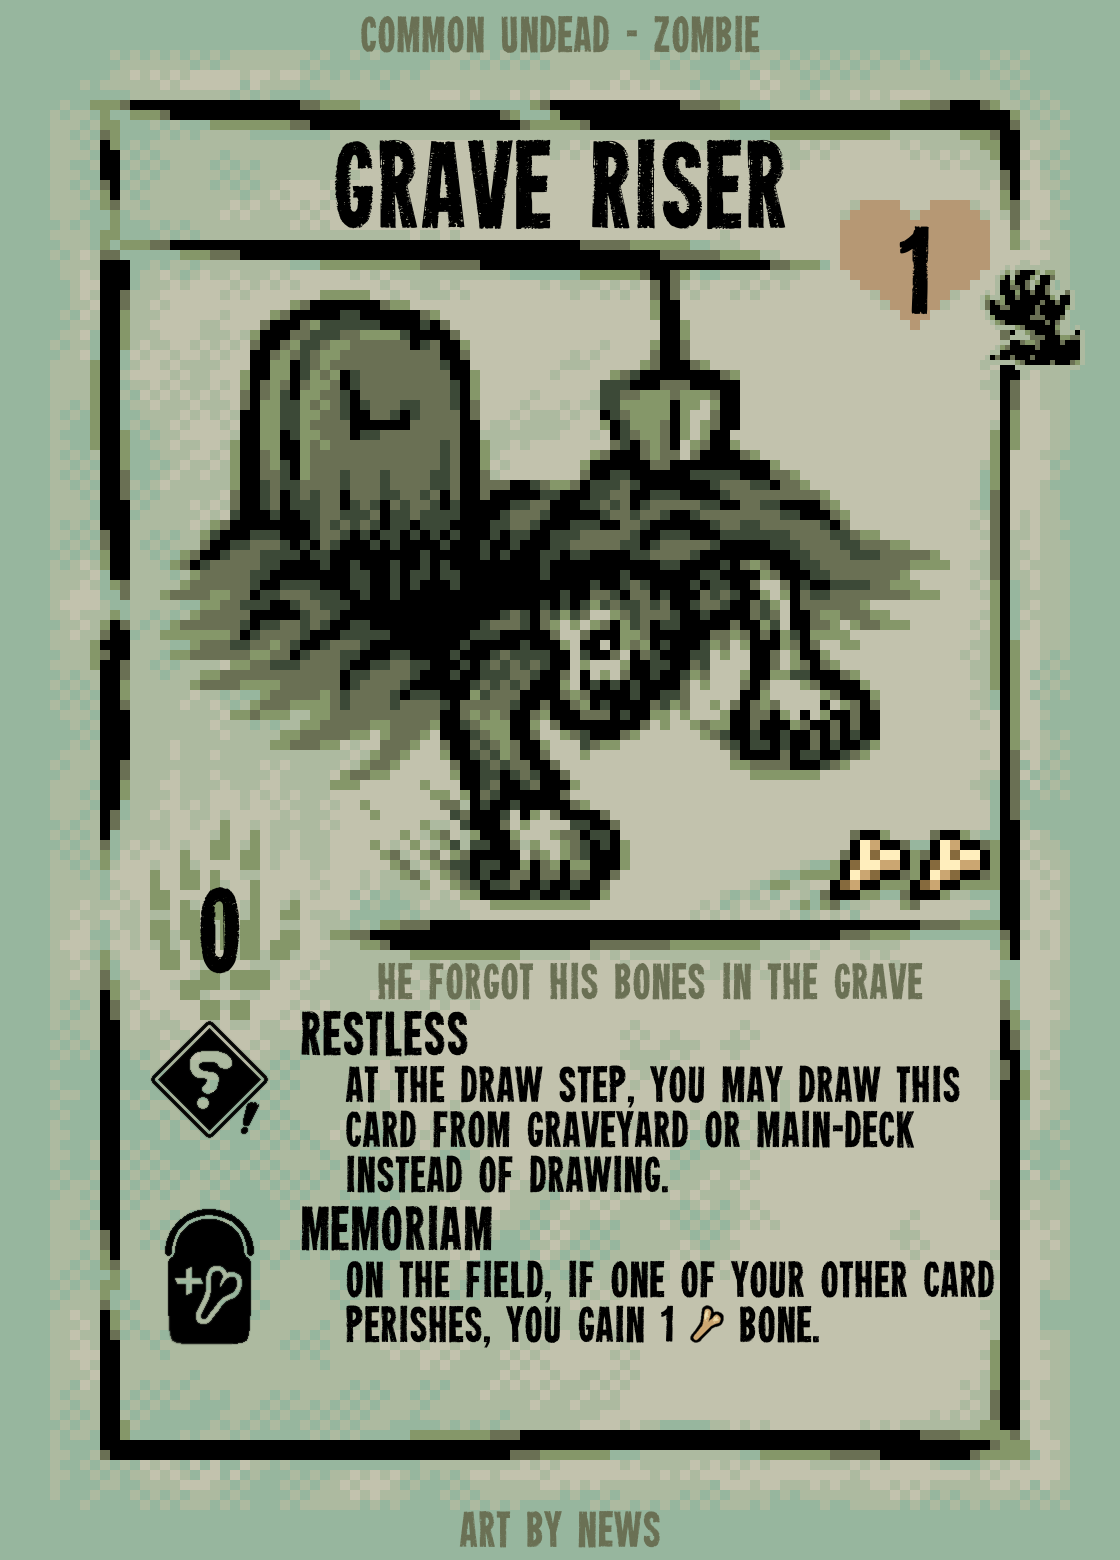 COMMON UNDEAD - ZOMBIE
GRAVE RISER
1
0
HE FORGOT HIS BONES IN THE GRAVE
RESTLESS
AT THE DRAW STEP, YOU MAY DRAW THIS
CARD FROM GRAVEYARD OR MAIN-DECK
INSTEAD OF DRAWING.
?!
MEMORIAM
ON THE FIELD, IF ONE OF YOUR OTHER CARD
PERISHES, YOU GAIN 1 BONE.
+
ART BY NEWS